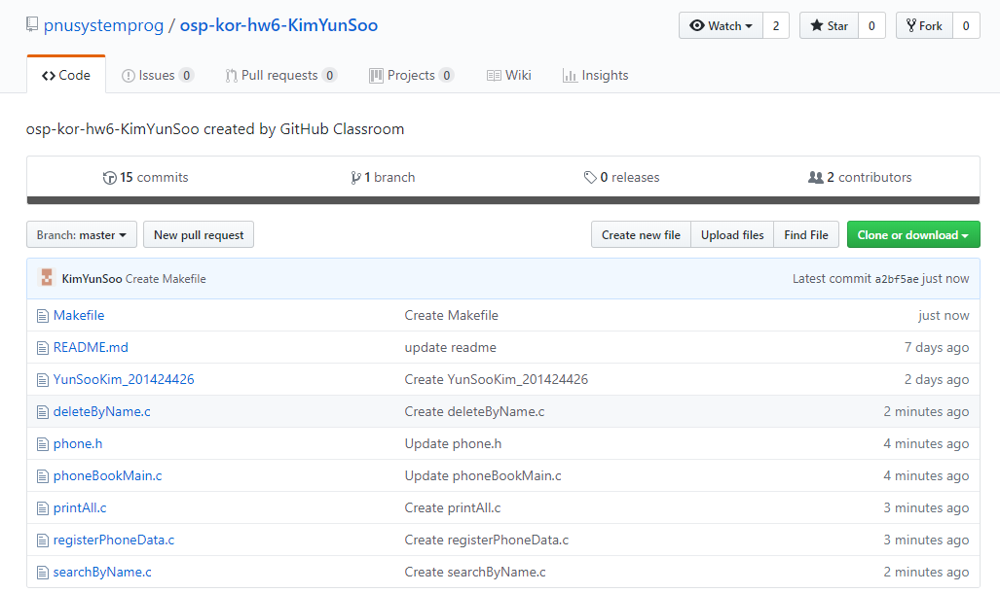 pnusystemprog / osp-kor-hw6-KimYunSoo Watch 2 Star 0 Fork 0
Code Issues 0 Pull requests 0 Projects 0 Wiki Insights
osp-kor-hw6-KimYunSoo created by GitHub Classroom
15 commits 1 branch 0 releases 2 contributors
Branch: master New pull request Create new file Upload files Find File Clone or download
KimYunSoo Create Makefile Latest commit a2bf5ae just now
Makefile Create Makefile just now
README.md update readme 7 days ago
YunSooKim_201424426 Create YunSooKim_201424426 2 days ago
deleteByName.c Create deleteByName.c 2 minutes ago
phone.h Update phone.h 4 minutes ago
phoneBookMain.c Update phoneBookMain.c 4 minutes ago
printAll.c Create printAll.c 3 minutes ago
registerPhoneData.c Create registerPhoneData.c 3 minutes ago
searchByName.c Create searchByName.c 2 minutes ago